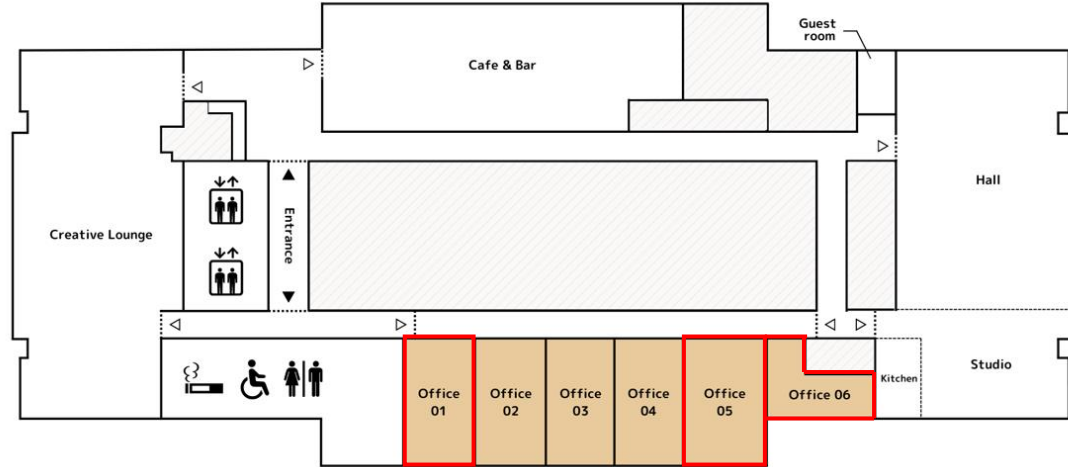 Guest
room
Cafe & Bar
Hall
Creative Lounge
Entrance
Office
01
Office
02
Office
03
Office
04
Office
05
Office 06
Kitchen
Studio